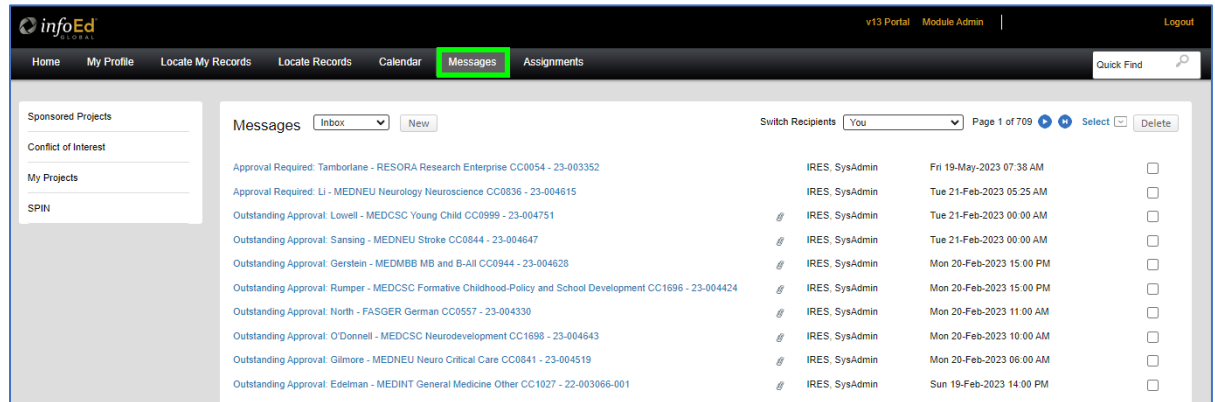 infoEd
GLOBAL
v13 Portal Module Admin Logout
Home My Profile Locate My Records Locate Records Calendar Messages Assignments Quick Find
Sponsored Projects
Conflict of Interest
My Projects
SPIN
Messages Inbox New Switch Recipients You Page 1 of 709 Select Delete
Approval Required: Tamborlane - RESORA Research Enterprise CC0054 - 23-003352 IRES, SysAdmin Fri 19-May-2023 07:38 AM
Approval Required: Li - MEDNEU Neurology Neuroscience CC0836 - 23-004615 IRES, SysAdmin Tue 21-Feb-2023 05:25 AM
Outstanding Approval: Lowell - MEDCSC Young Child CC0999 - 23-004751 IRES, SysAdmin Tue 21-Feb-2023 00:00 AM
Outstanding Approval: Sansing - MEDNEU Stroke CC0844 - 23-004647 IRES, SysAdmin Tue 21-Feb-2023 00:00 AM
Outstanding Approval: Gerstein - MEDMBB MB and B-All CC0944 - 23-004628 IRES, SysAdmin Mon 20-Feb-2023 15:00 PM
Outstanding Approval: Rumper - MEDCSC Formative Childhood-Policy and School Development CC1696 - 23-004424 IRES, SysAdmin Mon 20-Feb-2023 15:00 PM
Outstanding Approval: North - FASGER German CC0557 - 23-004330 IRES, SysAdmin Mon 20-Feb-2023 11:00 AM
Outstanding Approval: O'Donnell - MEDCSC Neurodevelopment CC1698 - 23-004643 IRES, SysAdmin Mon 20-Feb-2023 10:00 AM
Outstanding Approval: Gilmore - MEDNEU Neuro Critical Care CC0841 - 23-004519 IRES, SysAdmin Mon 20-Feb-2023 06:00 AM
Outstanding Approval: Edelman - MEDINT General Medicine Other CC1027 - 22-003066-001 IRES, SysAdmin Sun 19-Feb-2023 14:00 PM